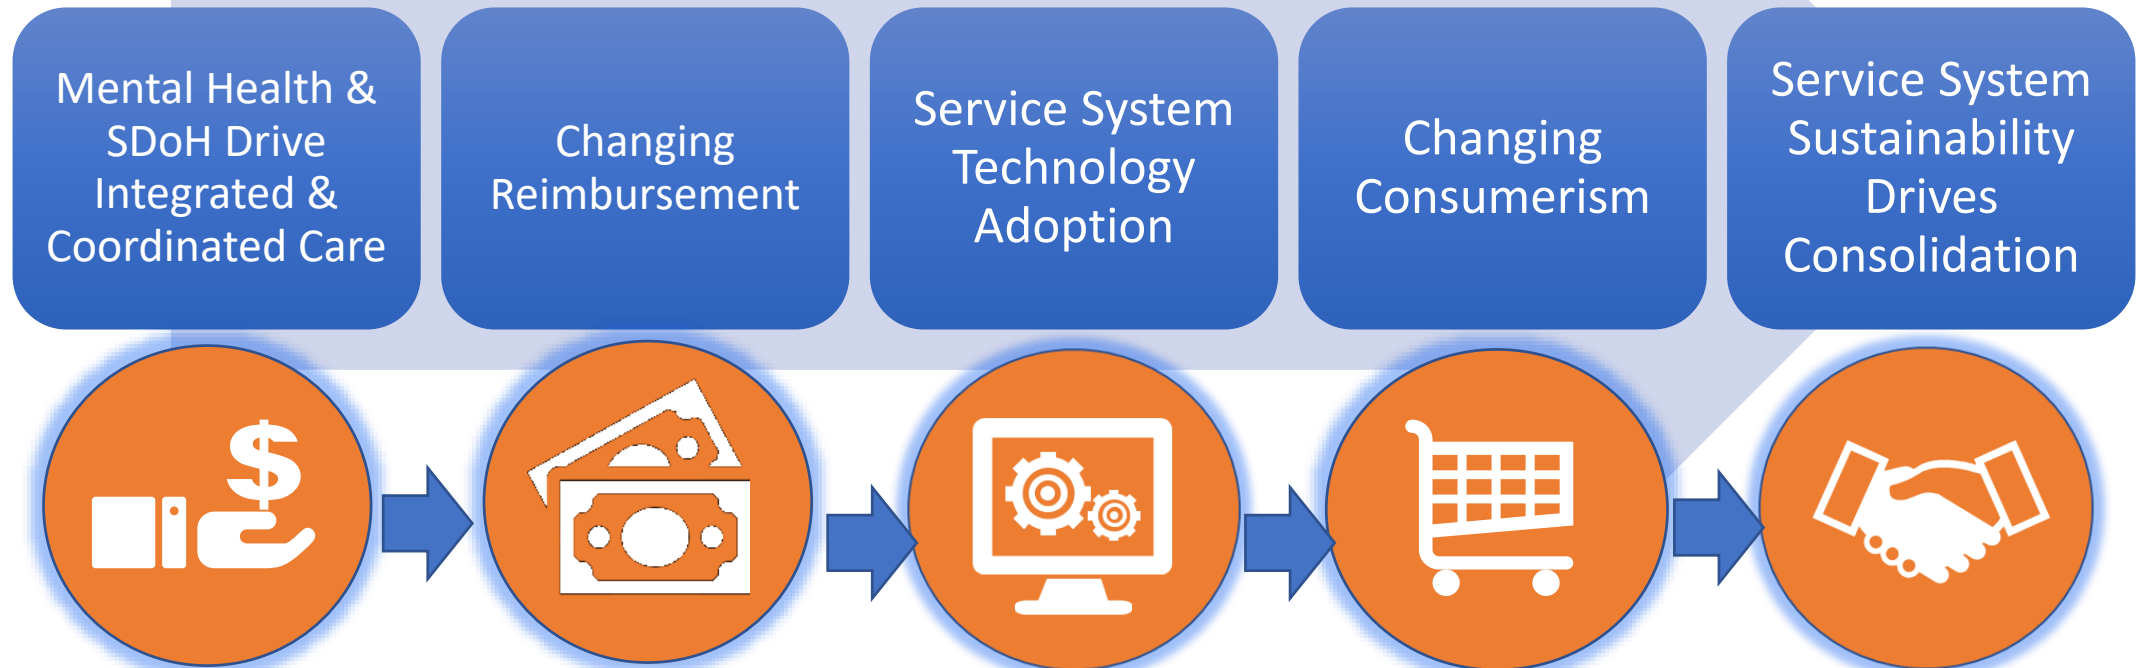 Mental Health &
SDoH Drive
Integrated &
Coordinated Care
Changing
Reimbursement
Service System
Technology
Adoption
Changing
Consumerism
Service System
Sustainability
Drives
Consolidation
$